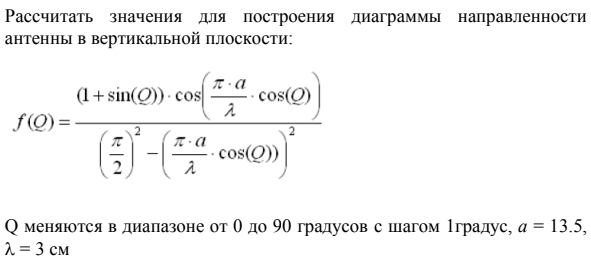 Рассчитать значения для построения диаграммы направленности
антенны в вертикальной плоскости:
f(Q) = \frac{(1+\sin(Q))\cdot\cos\left(\frac{\pi\cdot a}{\lambda}\cdot\cos(Q)\right)}{\left(\frac{\pi}{2}\right)^2-\left(\frac{\pi\cdot a}{\lambda}\cdot\cos(Q))\right)^2}
Q меняются в диапазоне от 0 до 90 градусов с шагом 1градус, a = 13.5,
λ = 3 см